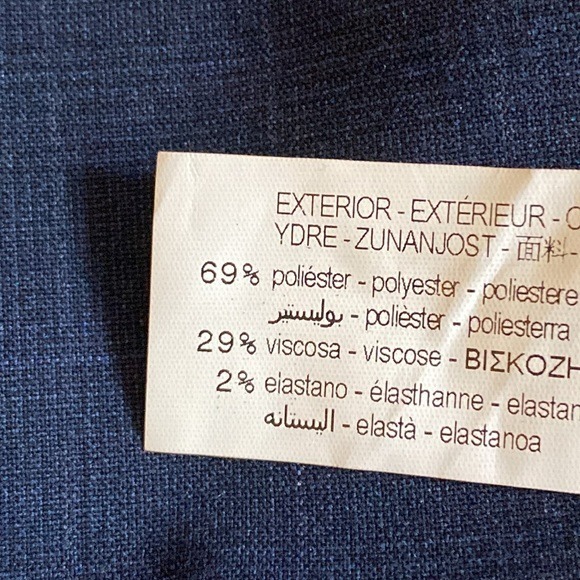 EXTERIOR - EXTÉRIEUR -
YDRE - ZUNANJOST - 面料 -
69% poliéster - polyester - poliestere
بوليستير - polièster - poliesterra
29% viscosa - viscose - ΒΙΣΚΟΖΗ
2% elastano - élasthanne - elastan
اليستانه - elastà - elastanoa